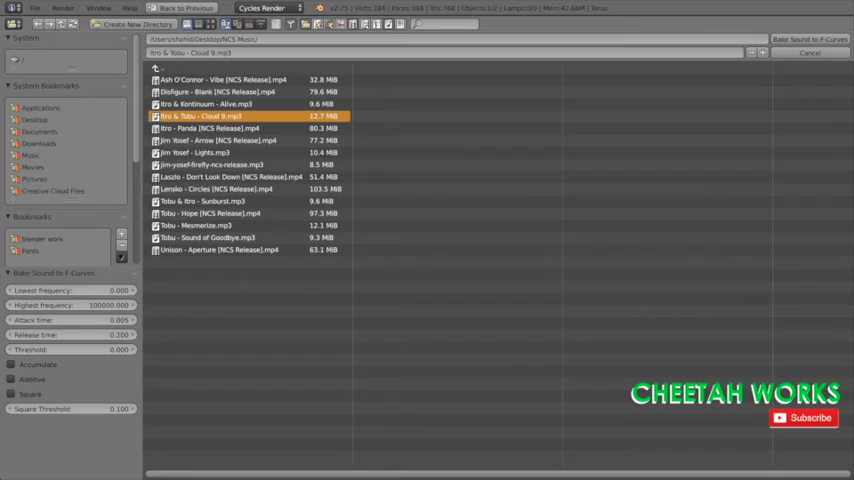 File Render Window Help Back to Previous Cycles Render v2.75 | Verts:384 | Faces:384 | Tris:768 | Objects:1/2 | Lamps:0/0 | Mem:42.66M | Torus
Create New Directory
System
/
System Bookmarks
Applications
Desktop
Documents
Downloads
Music
Movies
Pictures
Creative Cloud Files
Bookmarks
blender work
Fonts
Bake Sound to F-Curves
Lowest frequency: 0.000
Highest frequency: 100000.000
Attack time: 0.005
Release time: 0.200
Threshold: 0.000
Accumulate
Additive
Square
Square Threshold: 0.100
/Users/shahid/Desktop/NCS Music/ Bake Sound to F-Curves
Itro & Tobu - Cloud 9.mp3 Cancel
..
Ash O'Connor - Vibe [NCS Release].mp4 32.8 MiB
Disfigure - Blank [NCS Release].mp4 79.6 MiB
Itro & Kontinuum - Alive.mp3 9.6 MiB
Itro & Tobu - Cloud 9.mp3 12.7 MiB
Itro - Panda [NCS Release].mp4 80.3 MiB
Jim Yosef - Arrow [NCS Release].mp4 77.2 MiB
Jim Yosef - Lights.mp3 10.4 MiB
jim-yosef-firefly-ncs-release.mp3 8.5 MiB
Laszlo - Don't Look Down [NCS Release].mp4 51.4 MiB
Lensko - Circles [NCS Release].mp4 103.5 MiB
Tobu & Itro - Sunburst.mp3 9.6 MiB
Tobu - Hope [NCS Release].mp4 97.3 MiB
Tobu - Mesmerize.mp3 12.1 MiB
Tobu - Sound of Goodbye.mp3 9.3 MiB
Unison - Aperture [NCS Release].mp4 63.1 MiB
CHEETAH WORKS
Subscribe